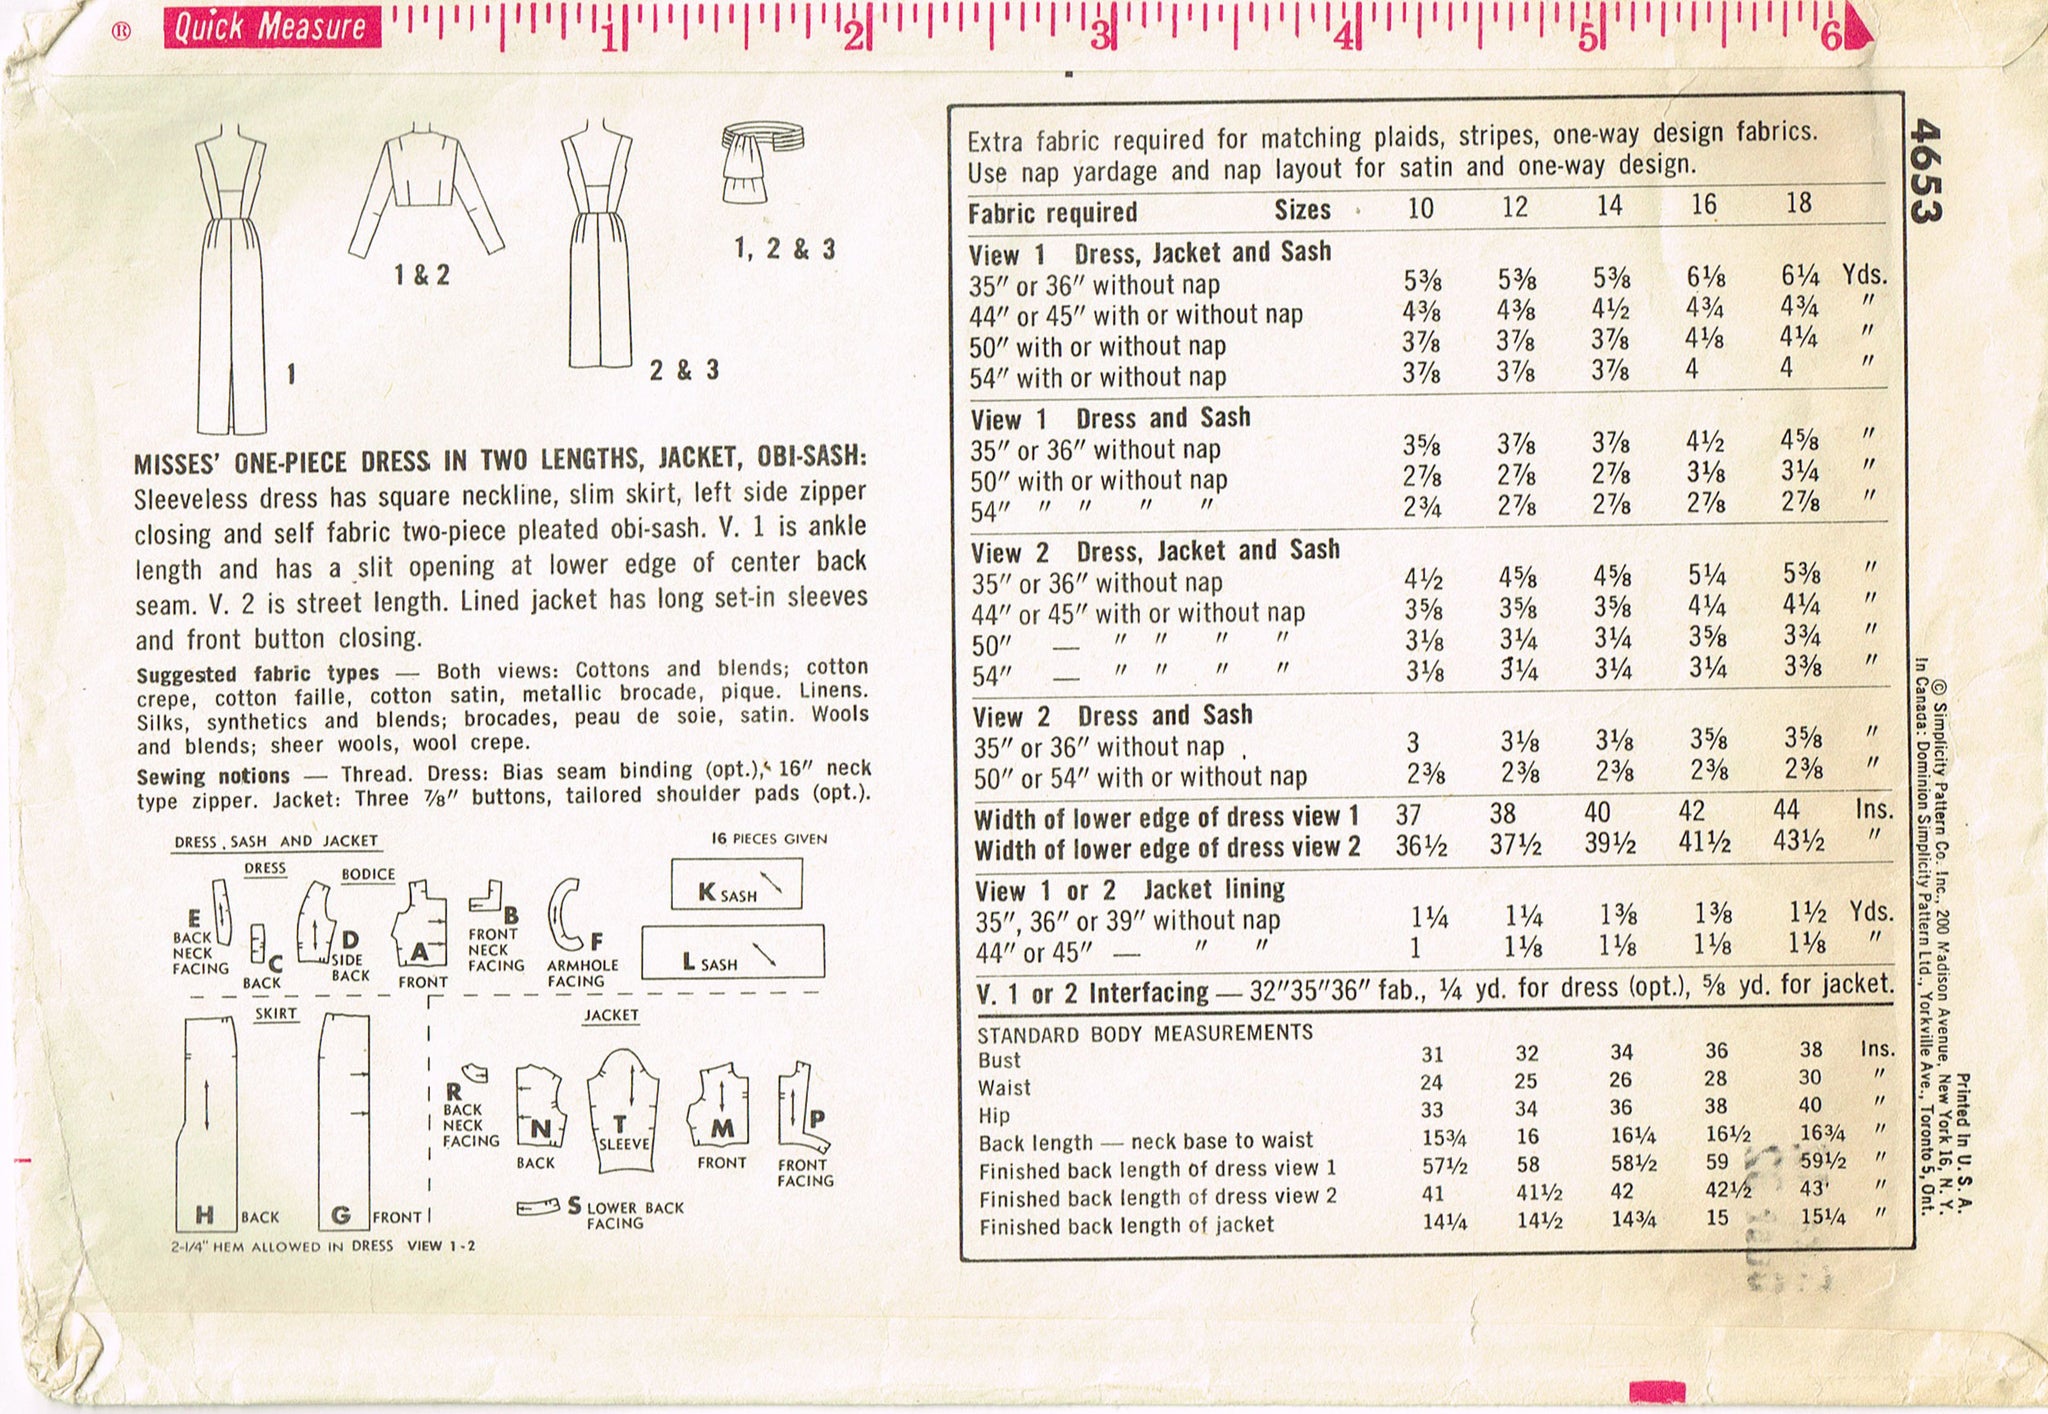 ® Quick Measure 1 2 3 4 5 6
1
1 & 2
2 & 3
1, 2 & 3
MISSES' ONE-PIECE DRESS IN TWO LENGTHS, JACKET, OBI-SASH:
Sleeveless dress has square neckline, slim skirt, left side zipper
closing and self fabric two-piece pleated obi-sash. V. 1 is ankle
length and has a slit opening at lower edge of center back
seam. V. 2 is street length. Lined jacket has long set-in sleeves
and front button closing.
Suggested fabric types — Both views: Cottons and blends; cotton
crepe, cotton faille, cotton satin, metallic brocade, pique. Linens.
Silks, synthetics and blends; brocades, peau de soie, satin. Wools
and blends; sheer wools, wool crepe.
Sewing notions — Thread. Dress: Bias seam binding (opt.), 16" neck
type zipper. Jacket: Three 7/8" buttons, tailored shoulder pads (opt.).
DRESS, SASH AND JACKET
16 PIECES GIVEN
DRESS
BODICE
E
BACK
NECK
FACING
C
BACK
D
SIDE
BACK
A
FRONT
B
FRONT
NECK
FACING
F
ARMHOLE
FACING
K SASH
L SASH
SKIRT
H BACK
G FRONT
JACKET
R
BACK
NECK
FACING
N
BACK
T
SLEEVE
M
FRONT
P
FRONT
FACING
S LOWER BACK
FACING
2-1/4" HEM ALLOWED IN DRESS VIEW 1-2
Extra fabric required for matching plaids, stripes, one-way design fabrics.
Use nap yardage and nap layout for satin and one-way design.
Fabric required Sizes 10 12 14 16 18
View 1 Dress, Jacket and Sash
35" or 36" without nap 5⅜ 5⅜ 5⅜ 6⅛ 6¼ Yds.
44" or 45" with or without nap 4⅜ 4⅜ 4½ 4¾ 4¾ "
50" with or without nap 3⅞ 3⅞ 3⅞ 4⅛ 4¼ "
54" with or without nap 3⅞ 3⅞ 3⅞ 4 4 "
View 1 Dress and Sash
35" or 36" without nap 3⅝ 3⅞ 3⅞ 4½ 4⅝ "
50" with or without nap 2⅞ 2⅞ 2⅞ 3⅛ 3¼ "
54" " " " " 2¾ 2⅞ 2⅞ 2⅞ 2⅞ "
View 2 Dress, Jacket and Sash
35" or 36" without nap 4½ 4⅝ 4⅝ 5¼ 5⅜ "
44" or 45" with or without nap 3⅝ 3⅝ 3⅝ 4¼ 4¼ "
50" — " " " " 3⅛ 3¼ 3¼ 3⅝ 3¾ "
54" — " " " " 3⅛ 3¼ 3¼ 3¼ 3⅜ "
View 2 Dress and Sash
35" or 36" without nap 3 3⅛ 3⅛ 3⅝ 3⅝ "
50" or 54" with or without nap 2⅜ 2⅜ 2⅜ 2⅜ 2⅜ "
Width of lower edge of dress view 1 37 38 40 42 44 Ins.
Width of lower edge of dress view 2 36½ 37½ 39½ 41½ 43½ "
View 1 or 2 Jacket lining
35", 36" or 39" without nap 1¼ 1¼ 1⅜ 1⅜ 1½ Yds.
44" or 45" — " " 1 1⅛ 1⅛ 1⅛ 1⅛ "
V. 1 or 2 Interfacing — 32"35"36" fab., ¼ yd. for dress (opt.), ⅝ yd. for jacket.
STANDARD BODY MEASUREMENTS
Bust 31 32 34 36 38 Ins.
Waist 24 25 26 28 30 "
Hip 33 34 36 38 40 "
Back length — neck base to waist 15¾ 16 16¼ 16½ 16¾ "
Finished back length of dress view 1 57½ 58 58½ 59 59½ "
Finished back length of dress view 2 41 41½ 42 42½ 43 "
Finished back length of jacket 14¼ 14½ 14¾ 15 15¼ "
4653
© Simplicity Pattern Co. Inc., 200 Madison Avenue, New York 16, N. Y.
In Canada: Dominion Simplicity Pattern Ltd., Yorkville Ave., Toronto 5, Ont.
Printed in U. S. A.